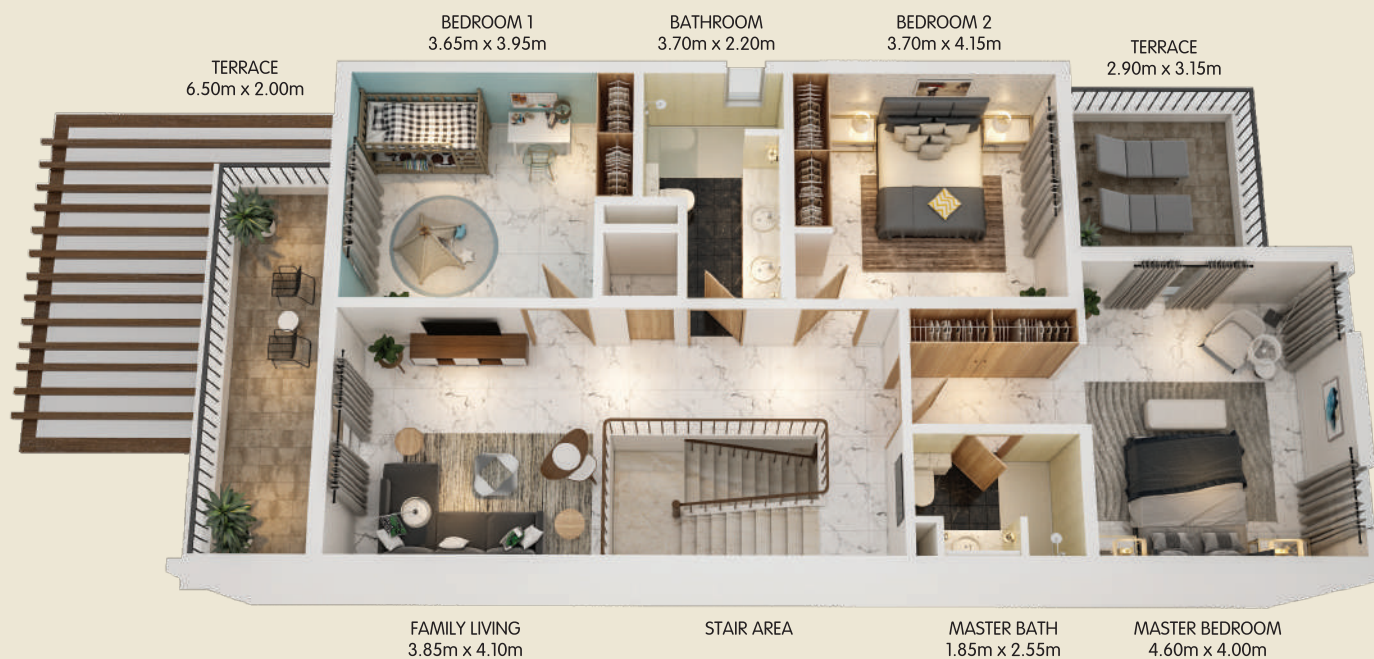 BEDROOM 1
3.65m x 3.95m
BATHROOM
3.70m x 2.20m
BEDROOM 2
3.70m x 4.15m
TERRACE
6.50m x 2.00m
TERRACE
2.90m x 3.15m
FAMILY LIVING
3.85m x 4.10m
STAIR AREA
MASTER BATH
1.85m x 2.55m
MASTER BEDROOM
4.60m x 4.00m